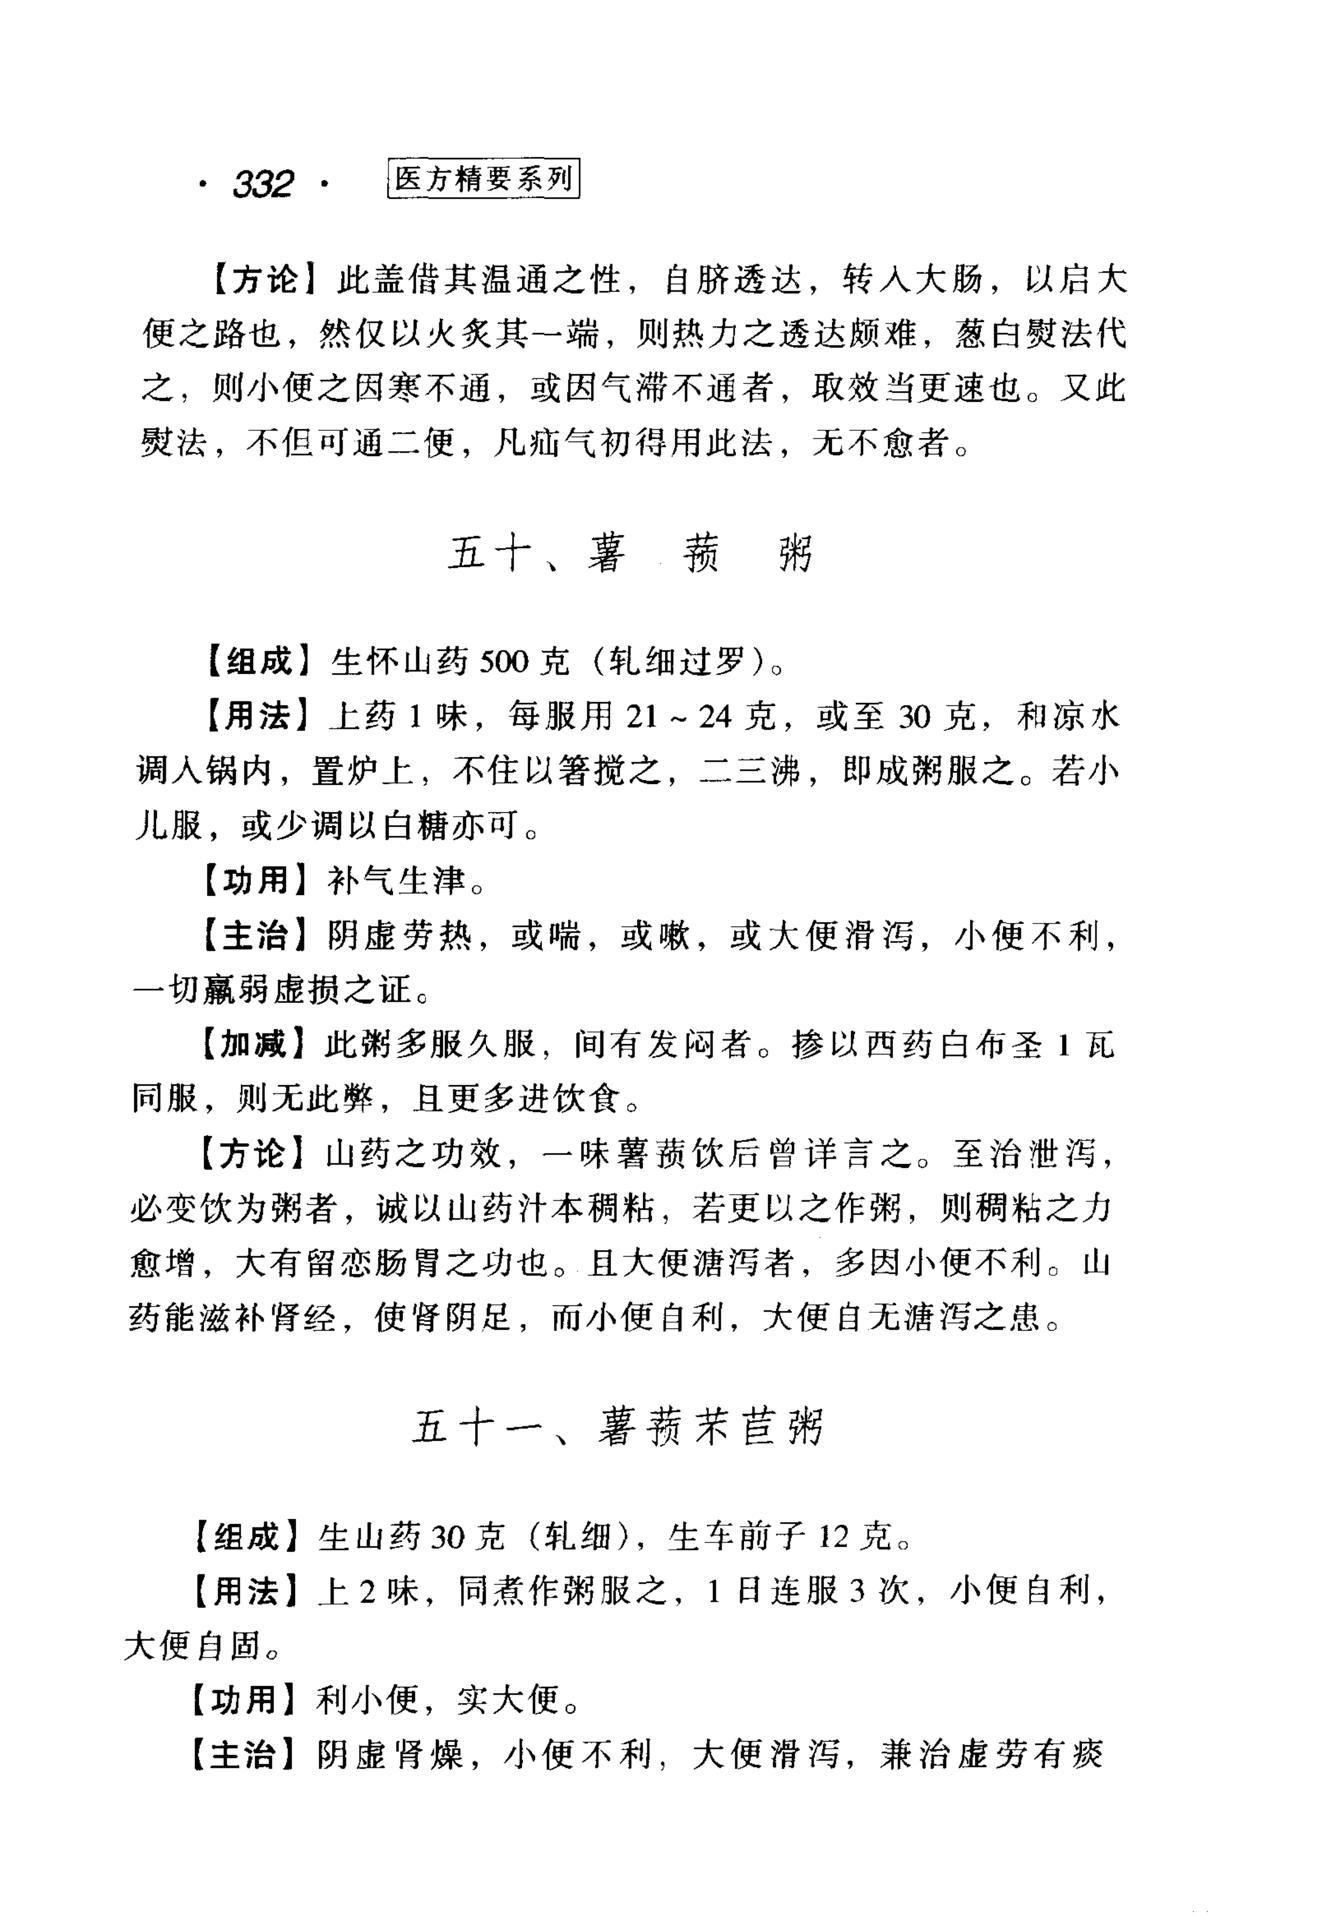 · 332 · 医方精要系列
【方论】此盖借其温通之性，自脐透达，转入大肠，以启大
便之路也，然仅以火炙其一端，则热力之透达颇难，葱白熨法代
之，则小便之因寒不通，或因气滞不通者，取效当更速也。又此
熨法，不但可通二便，凡疝气初得用此法，无不愈者。
五十、薯蓣粥
【组成】生怀山药 500 克（轧细过罗）。
【用法】上药 1 味，每服用 21 ~ 24 克，或至 30 克，和凉水
调入锅内，置炉上，不住以箸搅之，二三沸，即成粥服之。若小
儿服，或少调以白糖亦可。
【功用】补气生津。
【主治】阴虚劳热，或喘，或嗽，或大便滑泻，小便不利，
一切羸弱虚损之证。
【加减】此粥多服久服，间有发闷者。掺以西药白布圣 1 瓦
同服，则无此弊，且更多进饮食。
【方论】山药之功效，一味薯蓣饮后曾详言之。至治泄泻，
必变饮为粥者，诚以山药汁本稠粘，若更以之作粥，则稠粘之力
愈增，大有留恋肠胃之功也。且大便溏泻者，多因小便不利。山
药能滋补肾经，使肾阴足，而小便自利，大便自无溏泻之患。
五十一、薯蓣芣苢粥
【组成】生山药 30 克（轧细），生车前子 12 克。
【用法】上 2 味，同煮作粥服之，1 日连服 3 次，小便自利，
大便自固。
【功用】利小便，实大便。
【主治】阴虚肾燥，小便不利，大便滑泻，兼治虚劳有痰